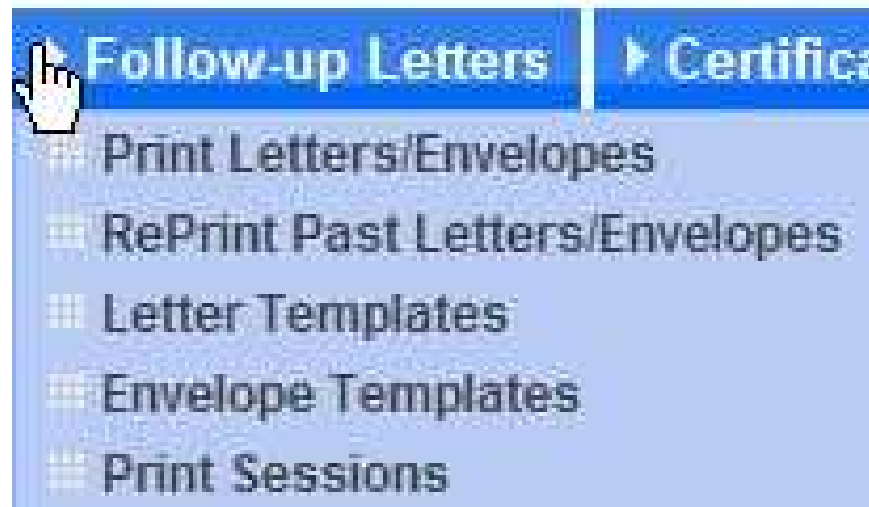 Follow-up Letters
Print Letters/Envelopes
RePrint Past Letters/Envelopes
Letter Templates
Envelope Templates
Print Sessions